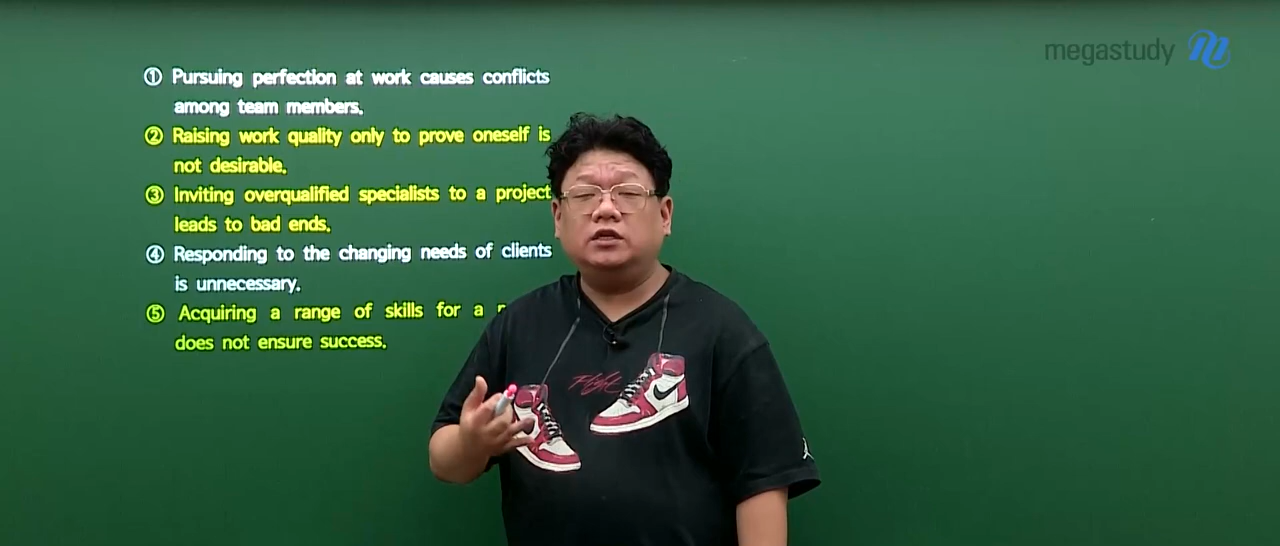 megastudy
① Pursuing perfection at work causes conflicts
among team members.
② Raising work quality only to prove oneself is
not desirable.
③ Inviting overqualified specialists to a project
leads to bad ends.
④ Responding to the changing needs of clients
is unnecessary.
⑤ Acquiring a range of skills for a
does not ensure success.
Flight